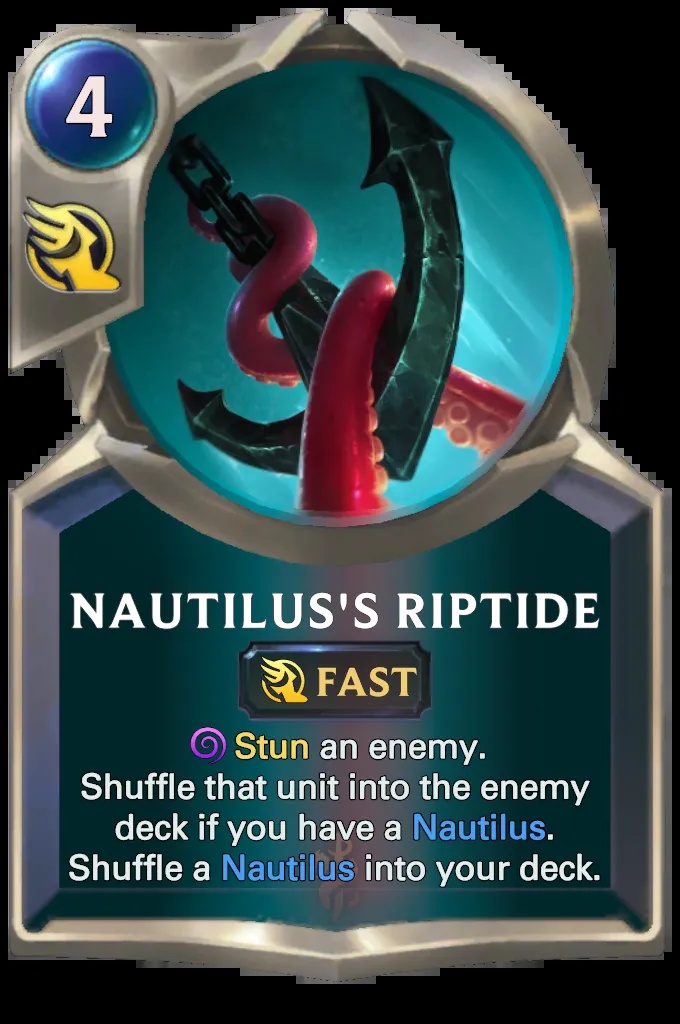 4
NAUTILUS'S RIPTIDE
FAST
Stun an enemy.
Shuffle that unit into the enemy
deck if you have a Nautilus.
Shuffle a Nautilus into your deck.